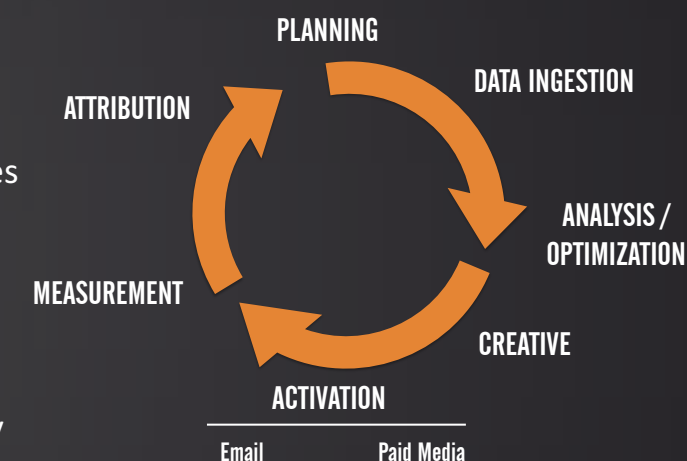 PLANNING
DATA INGESTION
ATTRIBUTION
ANALYSIS /
OPTIMIZATION
MEASUREMENT
CREATIVE
ACTIVATION
Email Paid Media